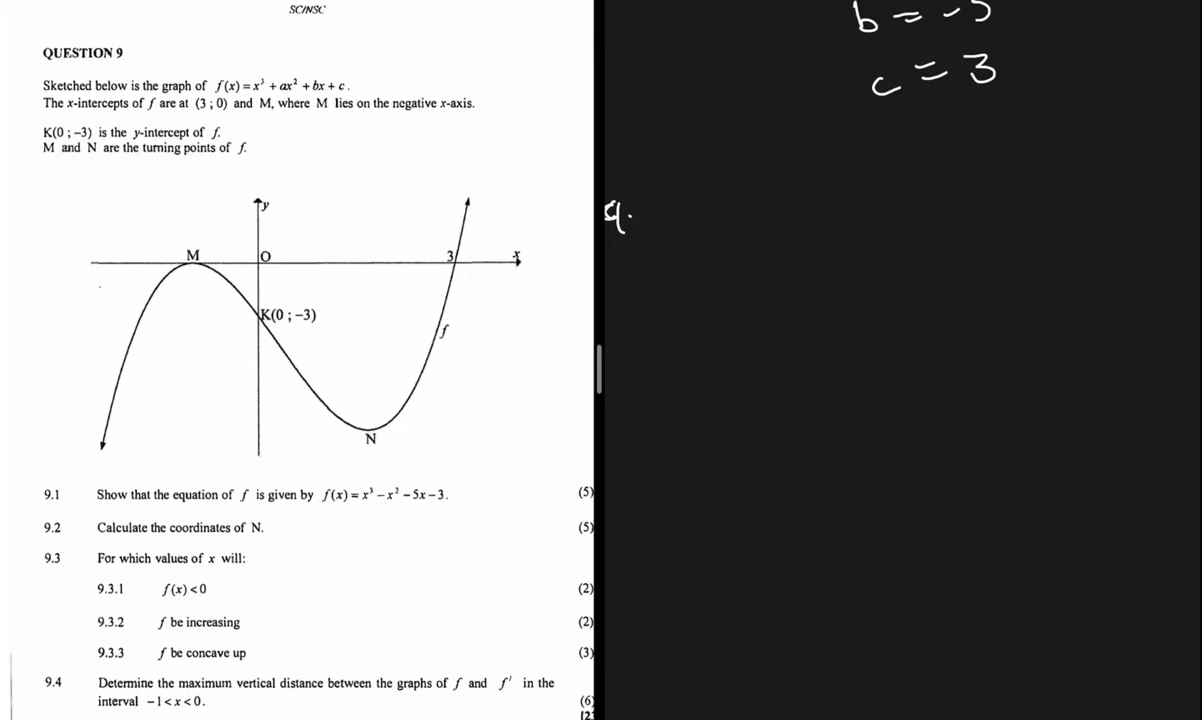 SC/NSC
QUESTION 9
Sketched below is the graph of f(x) = x³ + ax² + bx + c.
The x-intercepts of f are at (3 ; 0) and M, where M lies on the negative x-axis.
K(0 ; −3) is the y-intercept of f.
M and N are the turning points of f.
y
M
O
3
x
K(0 ; −3)
f
N
9.1 Show that the equation of f is given by f(x) = x³ − x² − 5x − 3. (5)
9.2 Calculate the coordinates of N. (5)
9.3 For which values of x will:
9.3.1 f(x) < 0 (2)
9.3.2 f be increasing (2)
9.3.3 f be concave up (3)
9.4 Determine the maximum vertical distance between the graphs of f and f′ in the
interval −1 < x < 0. (6)
b = -5
c = 3
9.